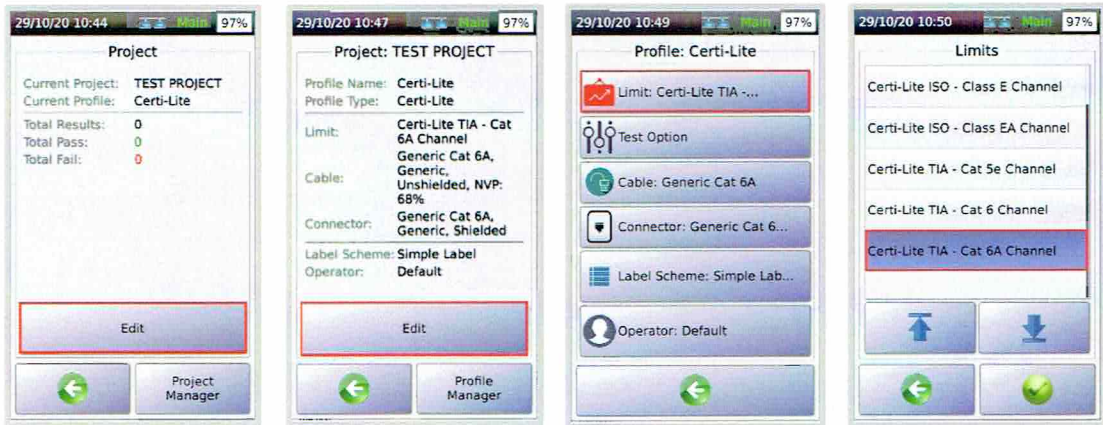 29/10/20 10:44 Main 97%
Project
Current Project: TEST PROJECT
Current Profile: Certi-Lite
Total Results: 0
Total Pass: 0
Total Fail: 0
Edit
Project
Manager
29/10/20 10:47 Main 97%
Project: TEST PROJECT
Profile Name: Certi-Lite
Profile Type: Certi-Lite
Limit: Certi-Lite TIA - Cat
6A Channel
Cable: Generic Cat 6A,
Generic,
Unshielded, NVP:
68%
Connector: Generic Cat 6A,
Generic, Shielded
Label Scheme: Simple Label
Operator: Default
Edit
Profile
Manager
29/10/20 10:49 Main 97%
Profile: Certi-Lite
Limit: Certi-Lite TIA -...
Test Option
Cable: Generic Cat 6A
Connector: Generic Cat 6...
Label Scheme: Simple Lab...
Operator: Default
29/10/20 10:50 Main 97%
Limits
Certi-Lite ISO - Class E Channel
Certi-Lite ISO - Class EA Channel
Certi-Lite TIA - Cat 5e Channel
Certi-Lite TIA - Cat 6 Channel
Certi-Lite TIA - Cat 6A Channel